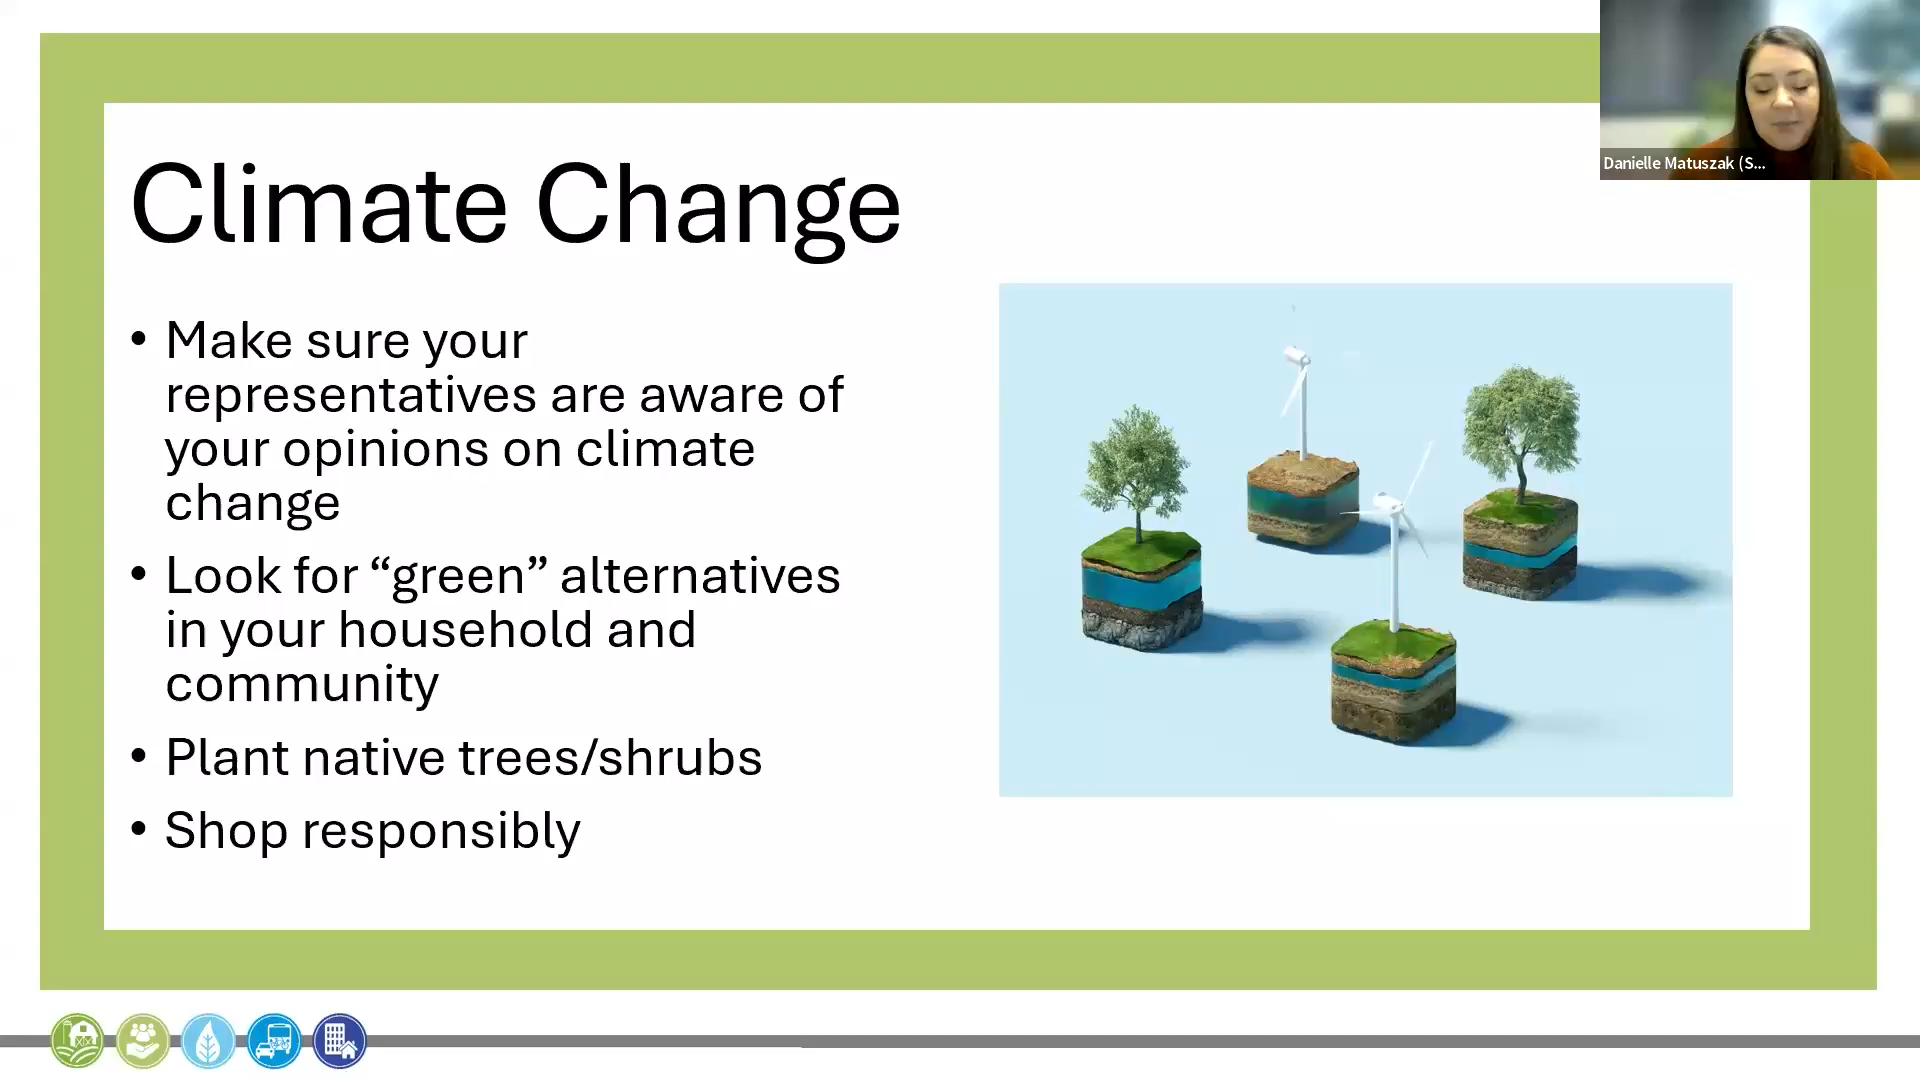 Climate Change
• Make sure your
representatives are aware of
your opinions on climate
change
• Look for “green” alternatives
in your household and
community
• Plant native trees/shrubs
• Shop responsibly
Danielle Matuszak (S...